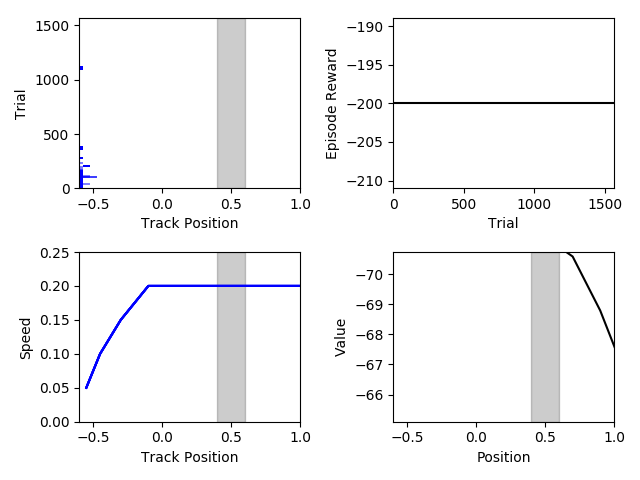 1500
1000
500
0
Trial
−0.5 0.0 0.5 1.0
Track Position
−190
−195
−200
−205
−210
Episode Reward
0 500 1000 1500
Trial
0.25
0.20
0.15
0.10
0.05
0.00
Speed
−0.5 0.0 0.5 1.0
Track Position
−70
−69
−68
−67
−66
Value
−0.5 0.0 0.5 1.0
Position